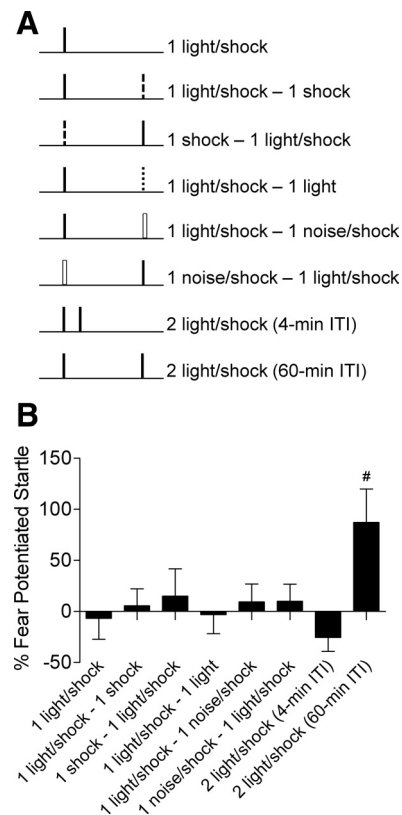 A
1 light/shock
1 light/shock – 1 shock
1 shock – 1 light/shock
1 light/shock – 1 light
1 light/shock – 1 noise/shock
1 noise/shock – 1 light/shock
2 light/shock (4-min ITI)
2 light/shock (60-min ITI)
B
% Fear Potentiated Startle
150
100
50
0
-50
#
1 light/shock
1 light/shock - 1 shock
1 shock - 1 light/shock
1 light/shock - 1 light
1 light/shock - 1 noise/shock
1 noise/shock - 1 light/shock
2 light/shock (4-min ITI)
2 light/shock (60-min ITI)